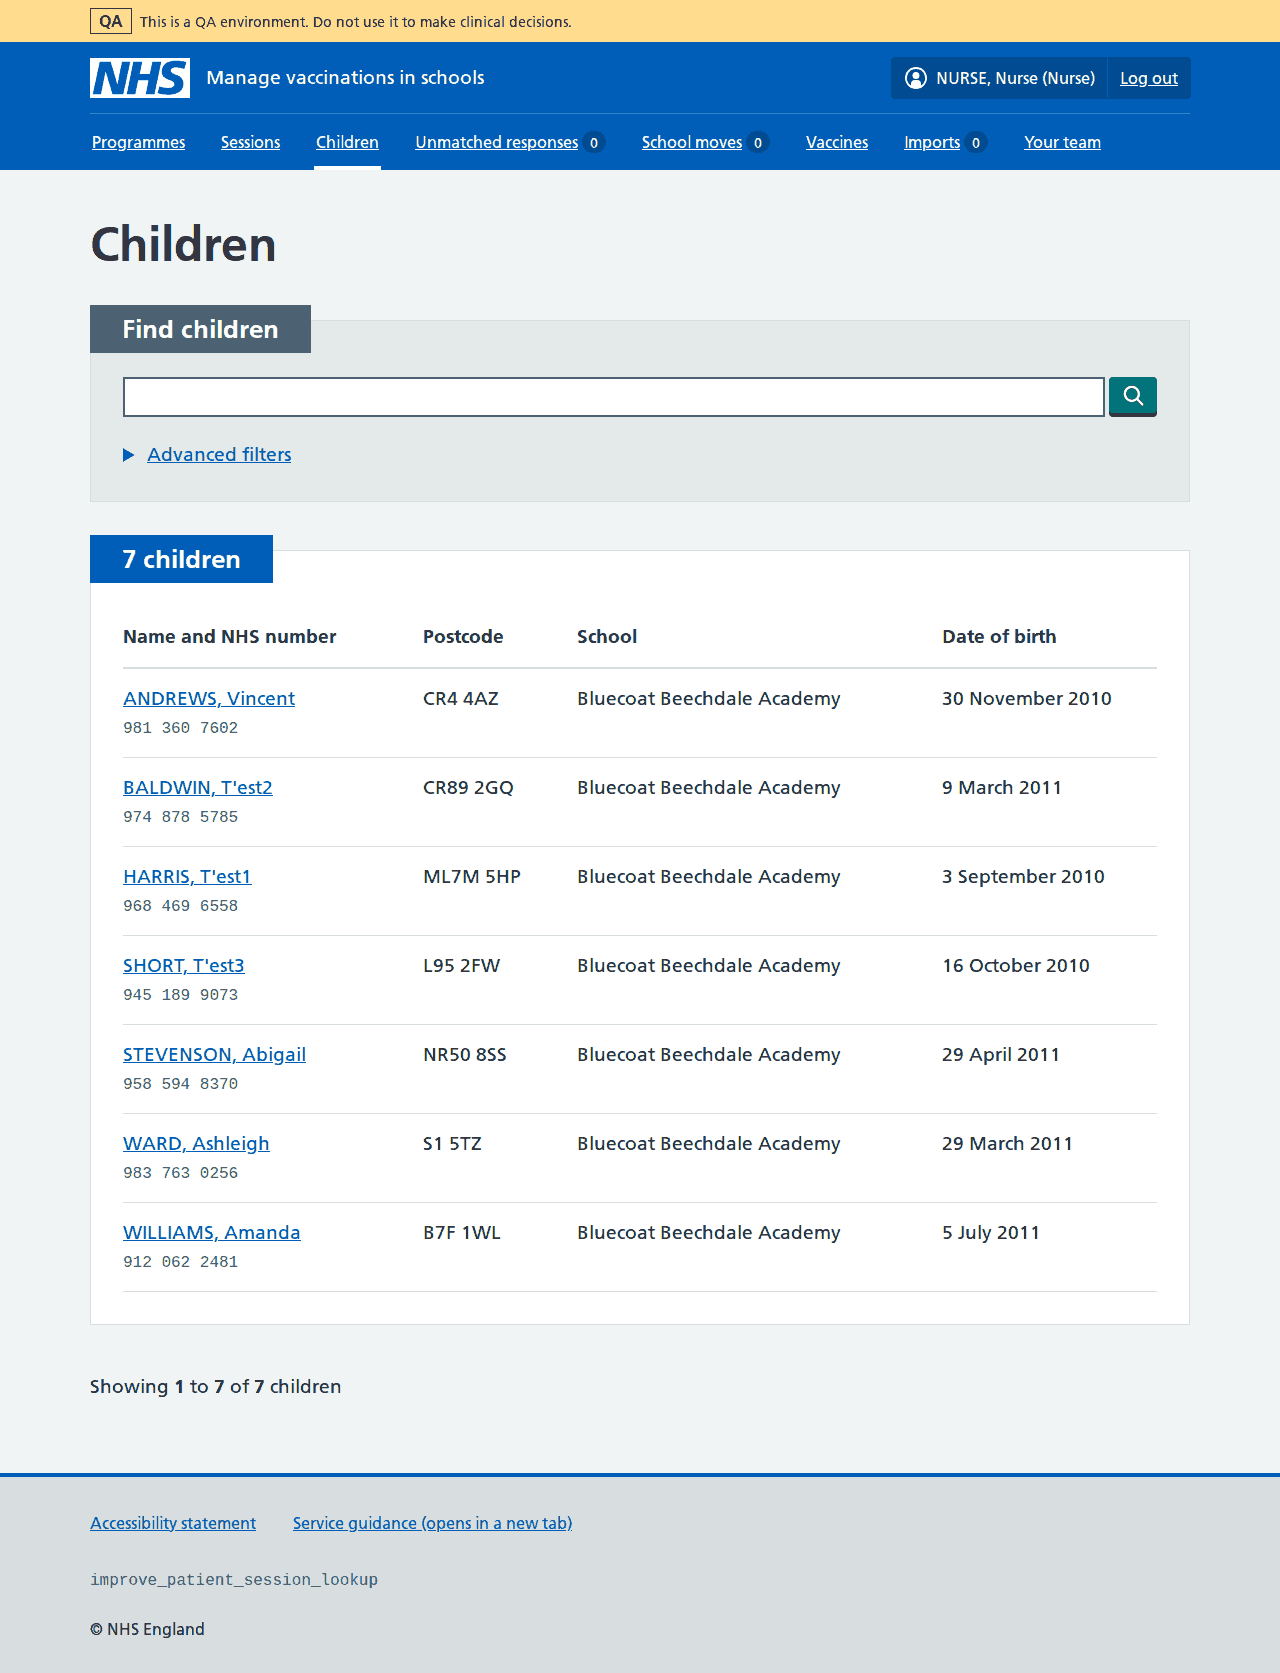 QA This is a QA environment. Do not use it to make clinical decisions.
NHS Manage vaccinations in schools NURSE, Nurse (Nurse) Log out
Programmes Sessions Children Unmatched responses 0 School moves 0 Vaccines Imports 0 Your team
Children
Find children
Advanced filters
7 children
Name and NHS number Postcode School Date of birth
ANDREWS, Vincent CR4 4AZ Bluecoat Beechdale Academy 30 November 2010
981 360 7602
BALDWIN, T'est2 CR89 2GQ Bluecoat Beechdale Academy 9 March 2011
974 878 5785
HARRIS, T'est1 ML7M 5HP Bluecoat Beechdale Academy 3 September 2010
968 469 6558
SHORT, T'est3 L95 2FW Bluecoat Beechdale Academy 16 October 2010
945 189 9073
STEVENSON, Abigail NR50 8SS Bluecoat Beechdale Academy 29 April 2011
958 594 8370
WARD, Ashleigh S1 5TZ Bluecoat Beechdale Academy 29 March 2011
983 763 0256
WILLIAMS, Amanda B7F 1WL Bluecoat Beechdale Academy 5 July 2011
912 062 2481
Showing 1 to 7 of 7 children
Accessibility statement Service guidance (opens in a new tab)
improve_patient_session_lookup
© NHS England